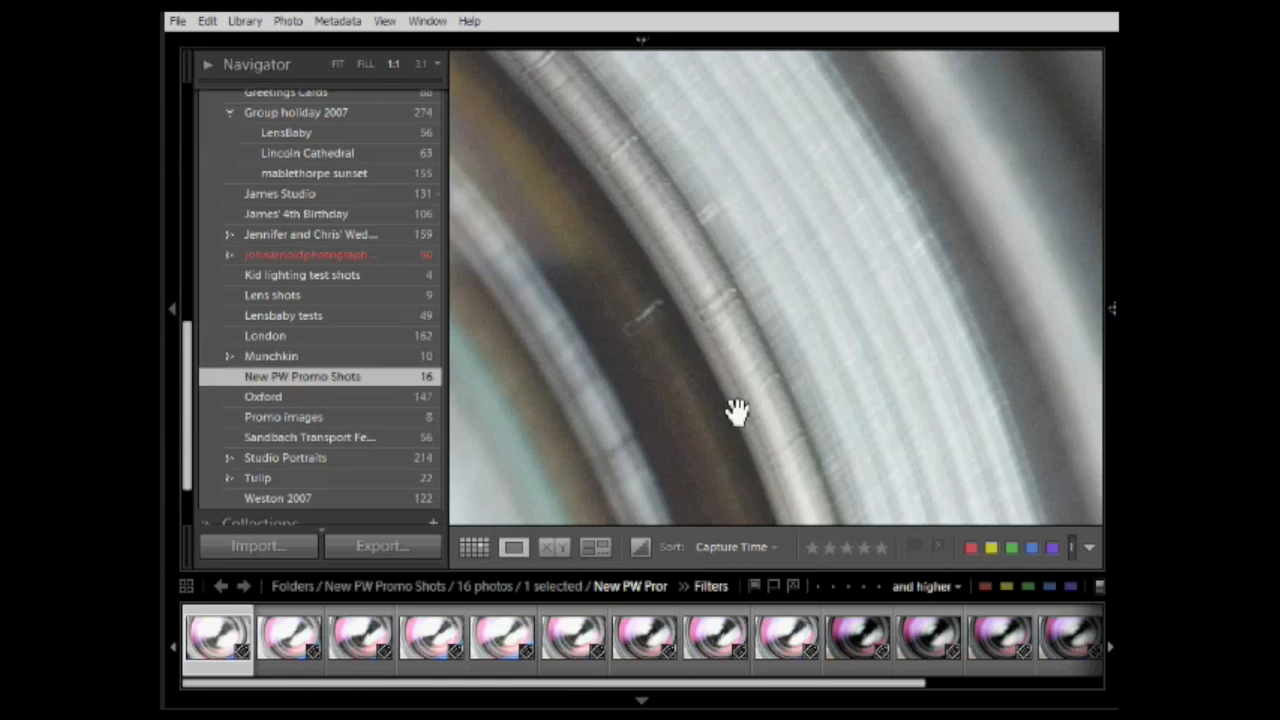 File Edit Library Photo Metadata View Window Help
Navigator FIT FILL 1:1 3:1
Greetings Cards 88
Group holiday 2007 274
LensBaby 56
Lincoln Cathedral 63
mablethorpe sunset 155
James Studio 131
James' 4th Birthday 106
Jennifer and Chris' Wed... 159
johnarnoldphotograph... 90
Kid lighting test shots 4
Lens shots 9
Lensbaby tests 49
London 162
Munchkin 10
New PW Promo Shots 16
Oxford 147
Promo images 8
Sandbach Transport Fe... 56
Studio Portraits 214
Tulip 22
Weston 2007 122
Collections +
Import... Export... XY Sort: Capture Time
Folders / New PW Promo Shots / 16 photos / 1 selected / New PW Pror >> Filters and higher